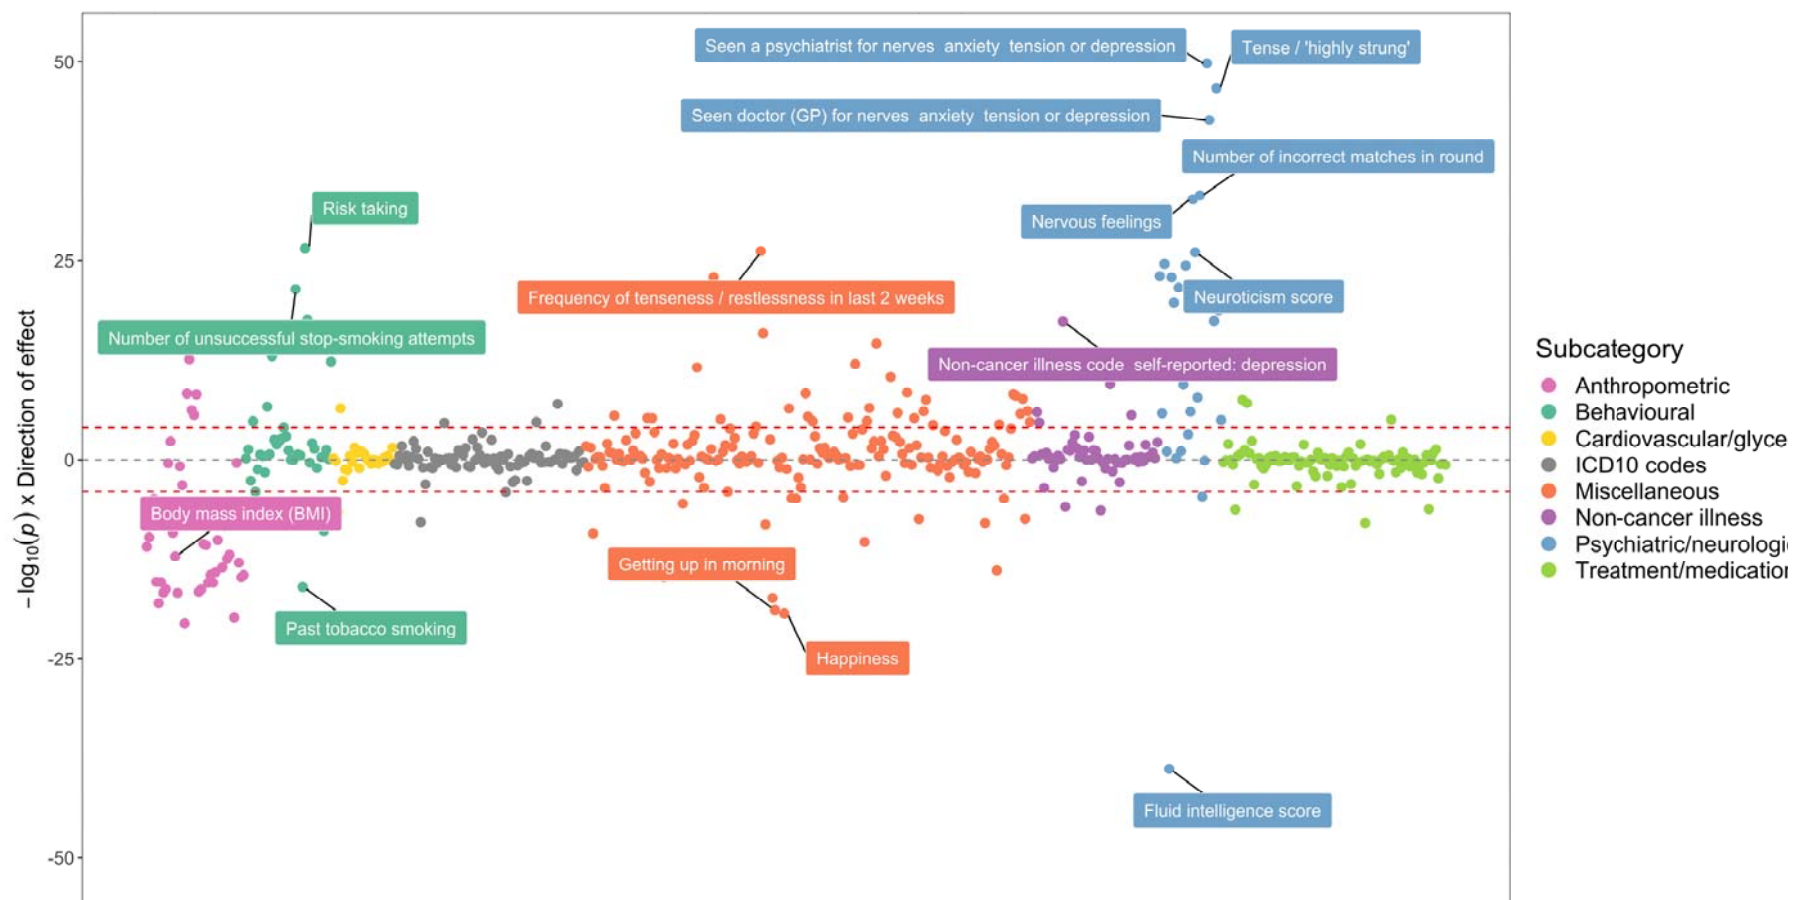 50
25
0
-25
-50
−log10(p) x Direction of effect
Seen a psychiatrist for nerves  anxiety  tension or depression
Tense / 'highly strung'
Seen doctor (GP) for nerves  anxiety  tension or depression
Number of incorrect matches in round
Risk taking
Nervous feelings
Frequency of tenseness / restlessness in last 2 weeks
Neuroticism score
Number of unsuccessful stop-smoking attempts
Non-cancer illness code  self-reported: depression
Body mass index (BMI)
Getting up in morning
Past tobacco smoking
Happiness
Fluid intelligence score
Subcategory
Anthropometric
Behavioural
Cardiovascular/glyce
ICD10 codes
Miscellaneous
Non-cancer illness
Psychiatric/neurologi
Treatment/medication